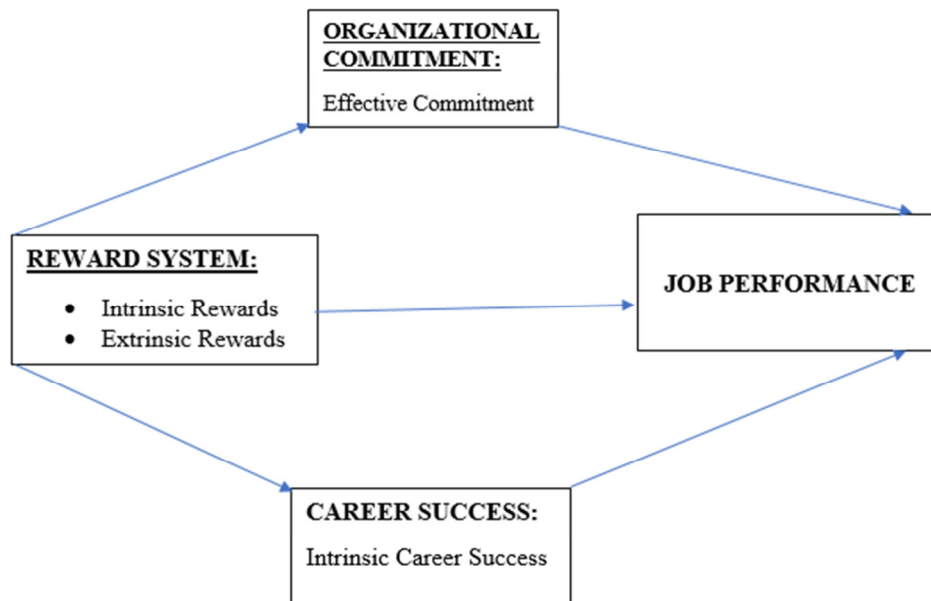 ORGANIZATIONAL
COMMITMENT:
Effective Commitment
REWARD SYSTEM:
• Intrinsic Rewards
• Extrinsic Rewards
JOB PERFORMANCE
CAREER SUCCESS:
Intrinsic Career Success